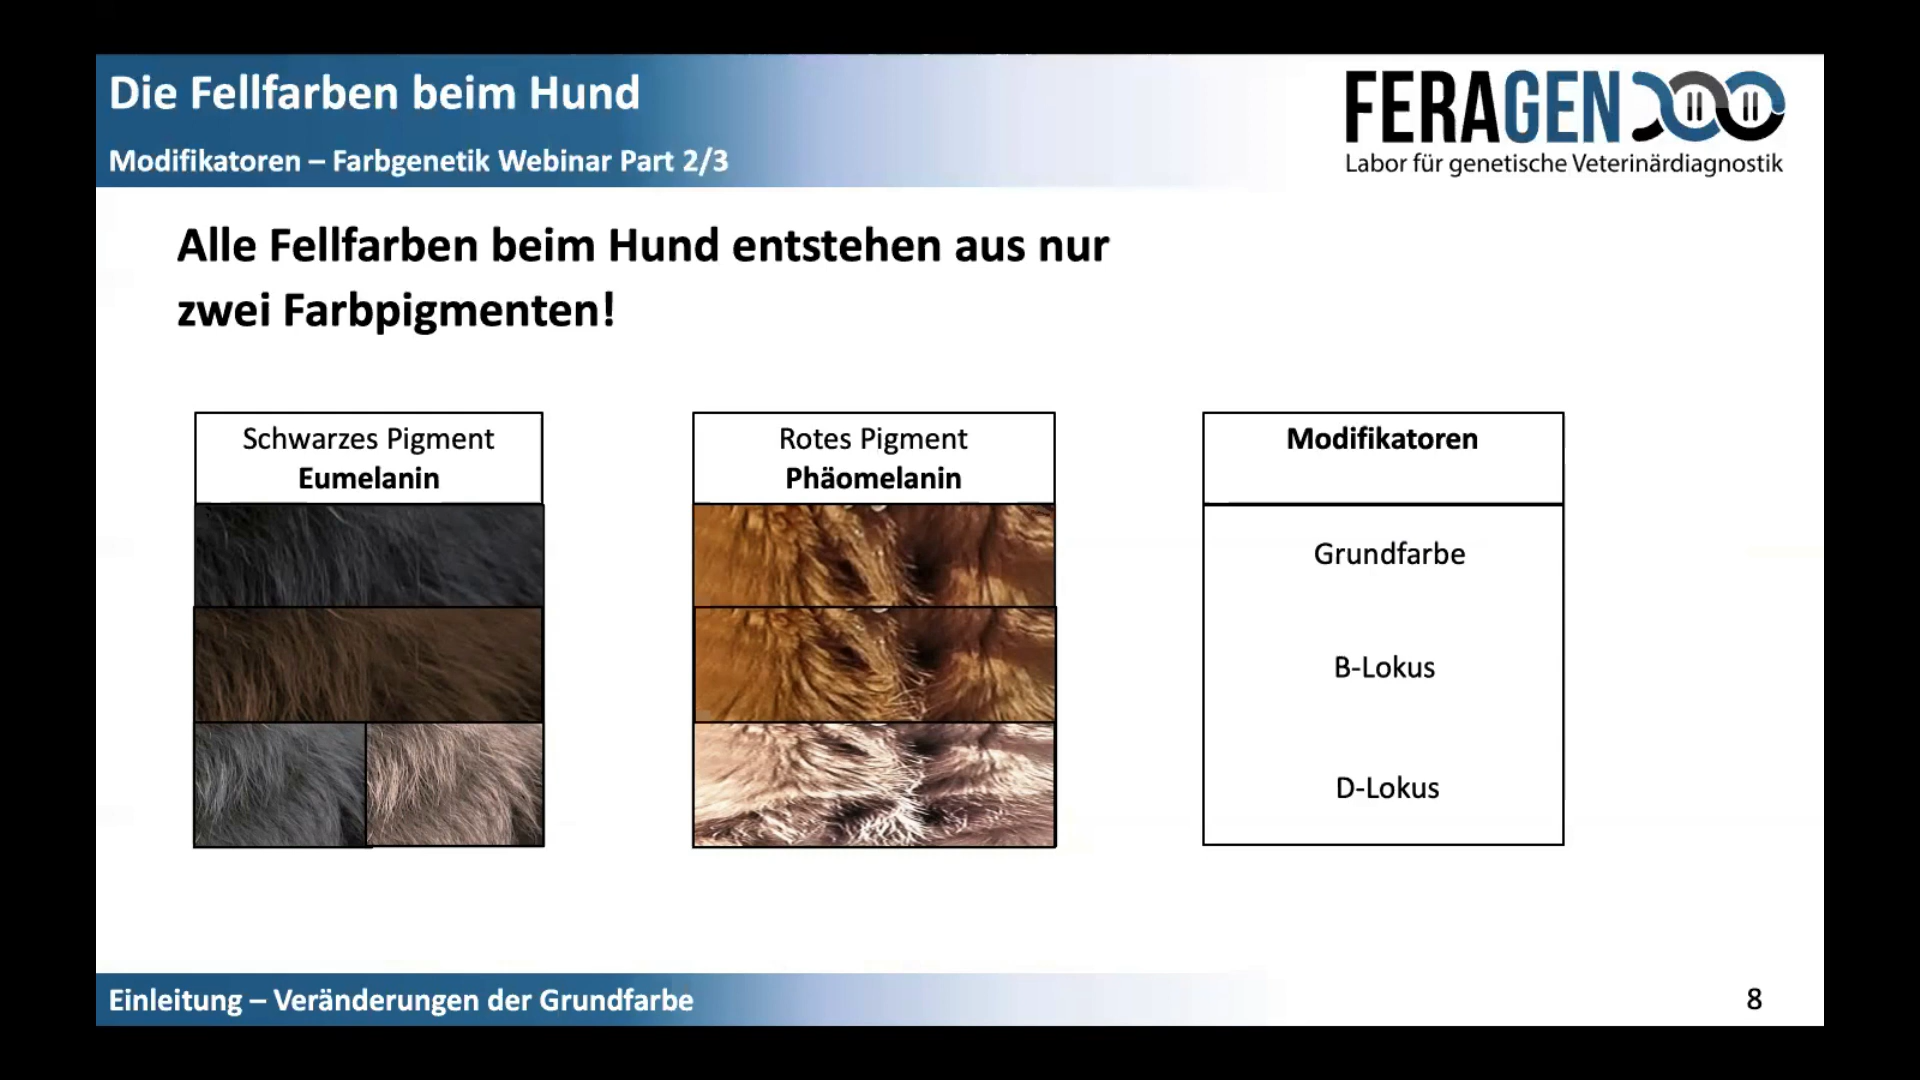 Die Fellfarben beim Hund
Modifikatoren – Farbgenetik Webinar Part 2/3
FERAGEN
Labor für genetische Veterinärdiagnostik
Alle Fellfarben beim Hund entstehen aus nur
zwei Farbpigmenten!
Schwarzes Pigment
Eumelanin
Rotes Pigment
Phäomelanin
Modifikatoren
Grundfarbe
B-Lokus
D-Lokus
Einleitung – Veränderungen der Grundfarbe
8